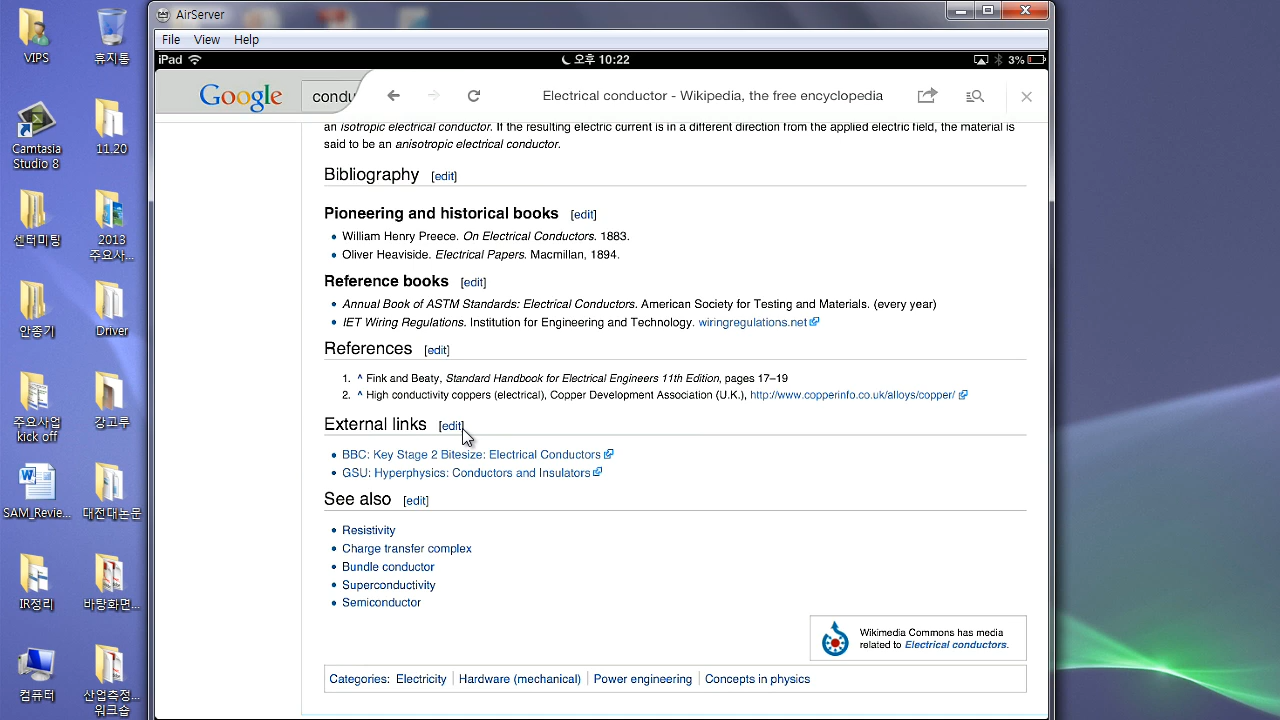 AirServer
File View Help
iPad 오후 10:22 3%
Google condu Electrical conductor - Wikipedia, the free encyclopedia
an isotropic electrical conductor. If the resulting electric current is in a different direction from the applied electric field, the material is
said to be an anisotropic electrical conductor.
Bibliography [edit]
Pioneering and historical books [edit]
• William Henry Preece. On Electrical Conductors. 1883.
• Oliver Heaviside. Electrical Papers. Macmillan, 1894.
Reference books [edit]
• Annual Book of ASTM Standards: Electrical Conductors. American Society for Testing and Materials. (every year)
• IET Wiring Regulations. Institution for Engineering and Technology. wiringregulations.net
References [edit]
1. ^ Fink and Beaty, Standard Handbook for Electrical Engineers 11th Edition, pages 17–19
2. ^ High conductivity coppers (electrical), Copper Development Association (U.K.), http://www.copperinfo.co.uk/alloys/copper/
External links [edit]
• BBC: Key Stage 2 Bitesize: Electrical Conductors
• GSU: Hyperphysics: Conductors and Insulators
See also [edit]
• Resistivity
• Charge transfer complex
• Bundle conductor
• Superconductivity
• Semiconductor
Wikimedia Commons has media
related to Electrical conductors.
Categories: Electricity | Hardware (mechanical) | Power engineering | Concepts in physics
VIPS 휴지통
Camtasia
Studio 8
11.20
센터미팅
2013
주요사...
안종기 Driver
주요사업
kick off
강고루
SAM_Revie... 대전대논문
IR정리 바탕화면...
컴퓨터
산업측정...
워크숍